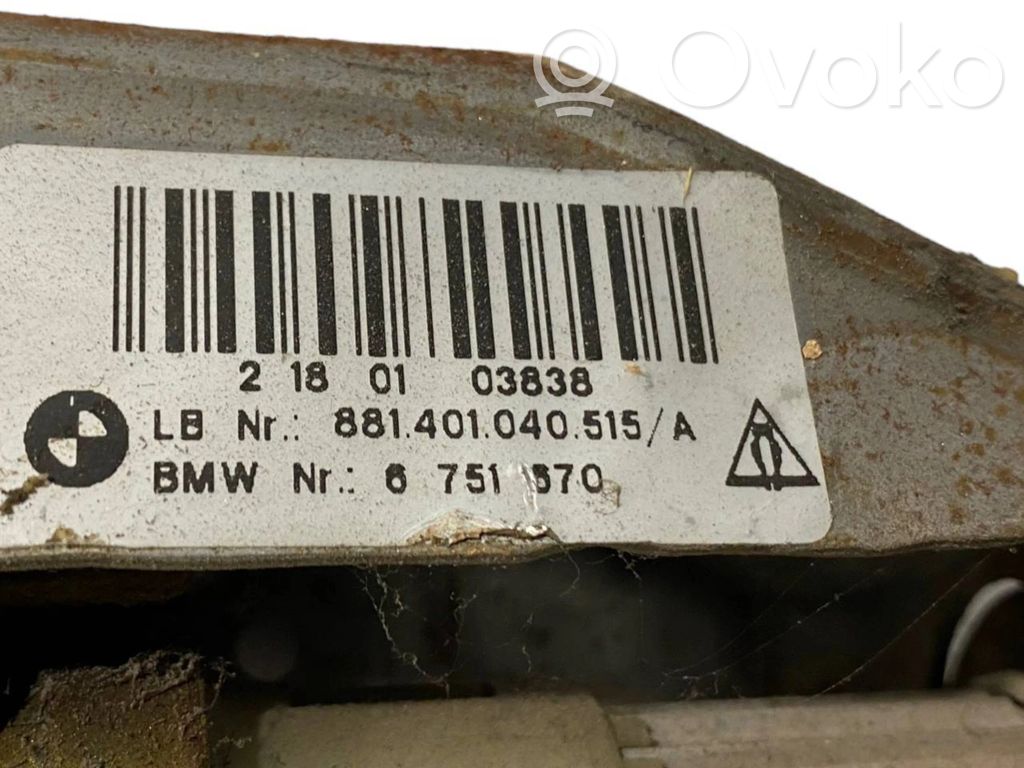 Ovoko
2 18 01 03838
LB Nr.: 881.401.040.515/A
BMW Nr.: 6 751 670